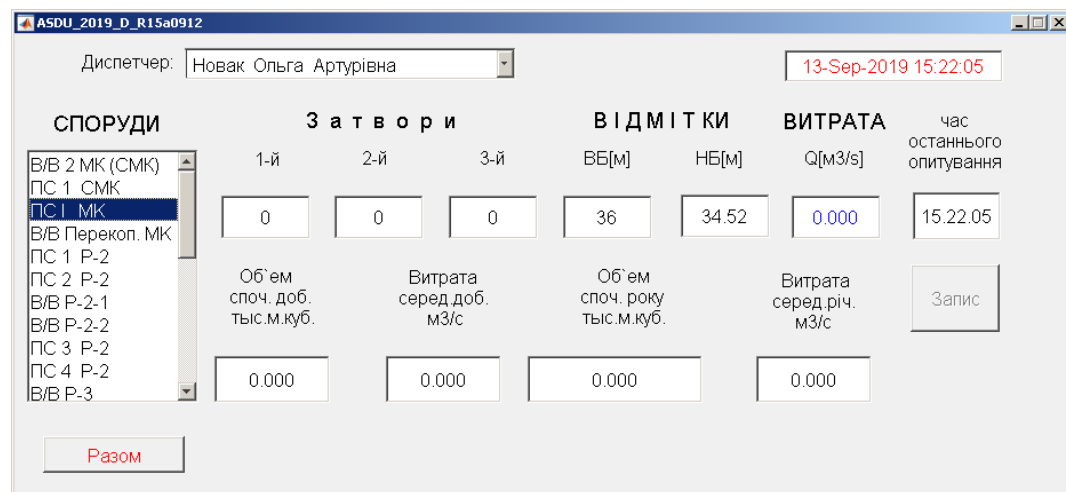 ASDU_2019_D_R15a0912
Диспетчер: Новак Ольга Артурівна
13-Sep-2019 15:22:05
СПОРУДИ
Затвори
ВІДМІТКИ
ВИТРАТА
час
останнього
опитування
1-й 2-й 3-й ВБ[м] НБ[м] Q[м3/s]
В/В 2 МК (СМК)
ПС 1 СМК
ПС І МК
В/В Перекоп. МК
ПС 1 Р-2
ПС 2 Р-2
В/В Р-2-1
В/В Р-2-2
ПС 3 Р-2
ПС 4 Р-2
В/В Р-3
0 0 0 36 34.52 0.000 15.22.05
Об`ем
споч. доб.
тыс.м.куб.
Витрата
серед.доб.
м3/с
Об`ем
споч. року
тыс.м.куб.
Витрата
серед.річ.
м3/с
Запис
0.000 0.000 0.000 0.000
Разом